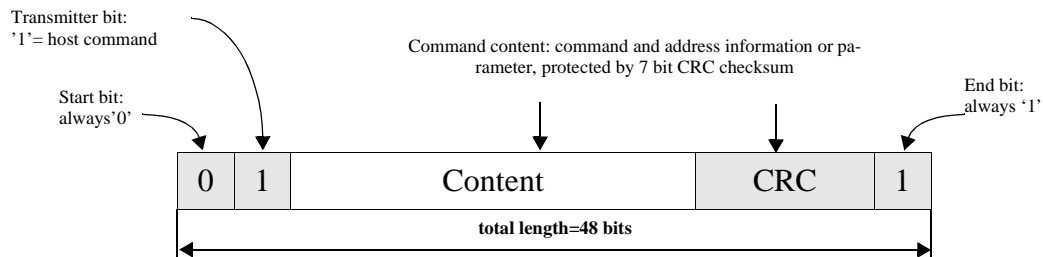 Transmitter bit:
’1’= host command
Command content: command and address information or pa-
rameter, protected by 7 bit CRC checksum
Start bit:
always’0’
End bit:
always ‘1’
0 1 Content CRC 1
total length=48 bits